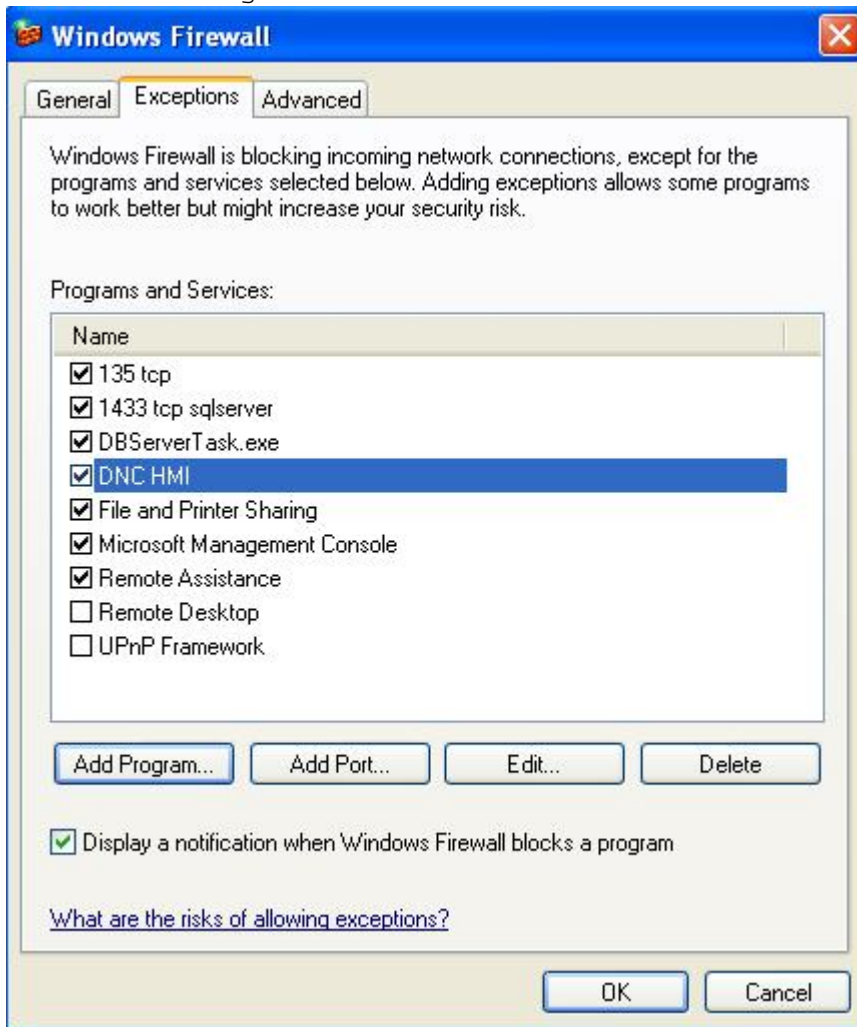 Windows Firewall
General Exceptions Advanced
Windows Firewall is blocking incoming network connections, except for the
programs and services selected below. Adding exceptions allows some programs
to work better but might increase your security risk.
Programs and Services:
Name
135 tcp
1433 tcp sqlserver
DBServerTask.exe
DNC HMI
File and Printer Sharing
Microsoft Management Console
Remote Assistance
Remote Desktop
UPnP Framework
Add Program... Add Port... Edit... Delete
Display a notification when Windows Firewall blocks a program
What are the risks of allowing exceptions?
OK Cancel